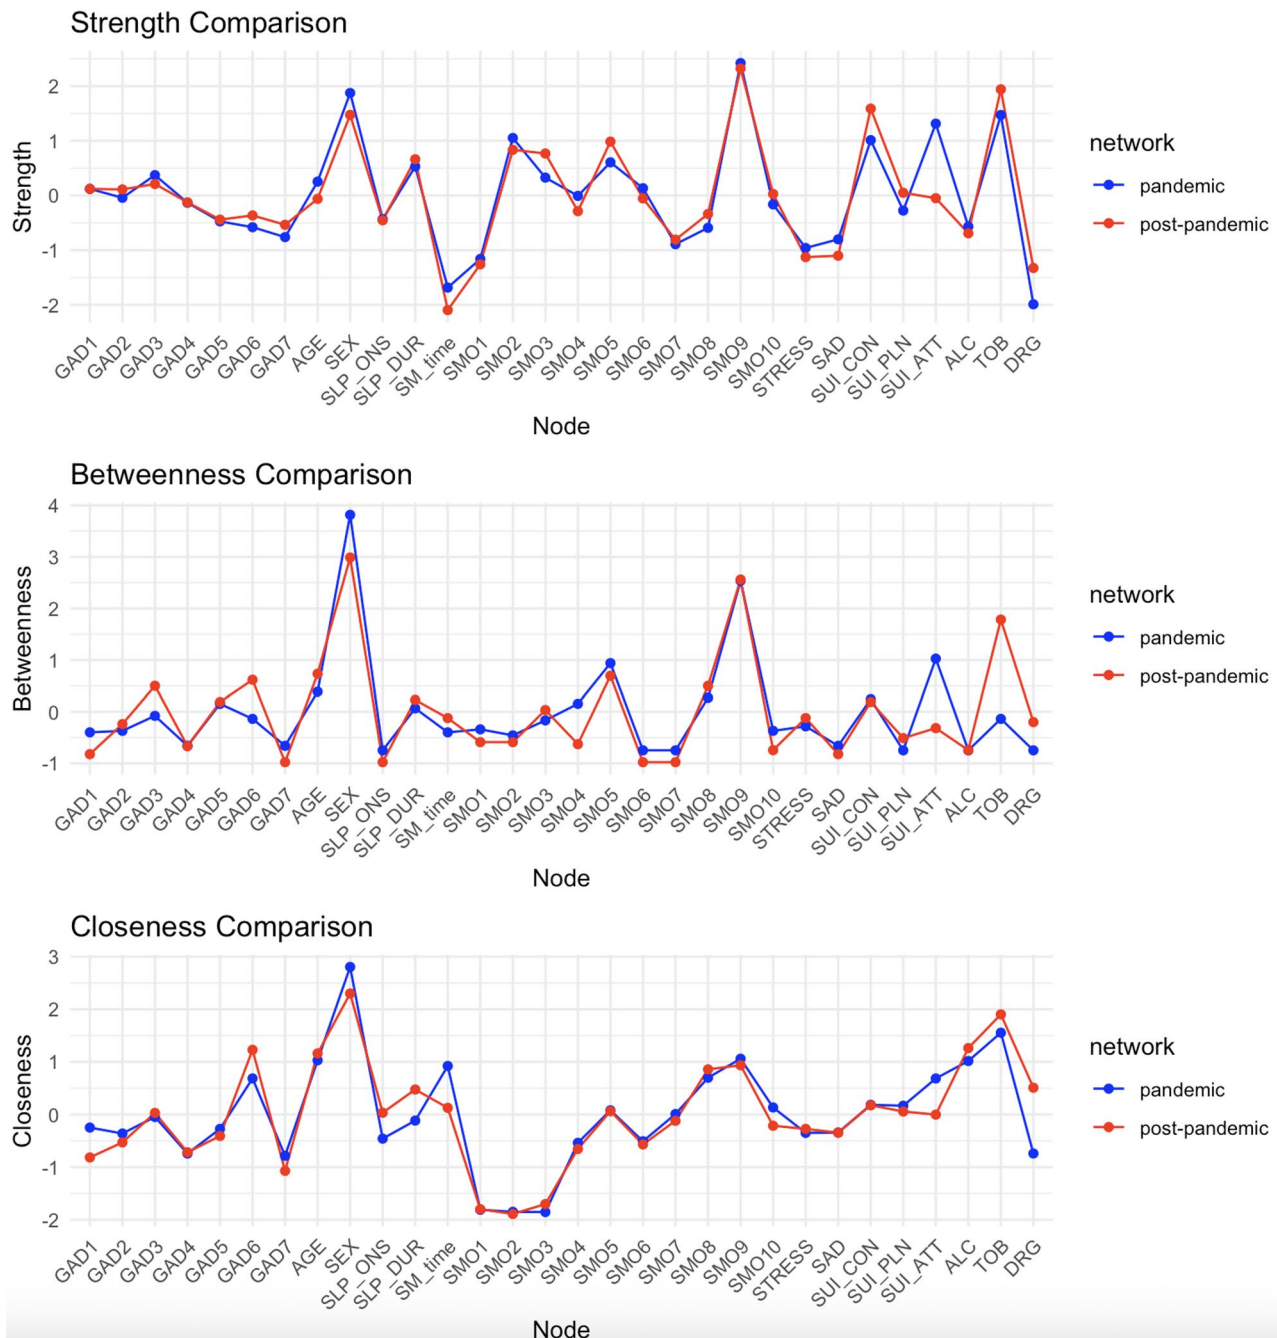 Strength Comparison
2
1
0
-1
-2
Strength
GAD1 GAD2 GAD3 GAD4 GAD5 GAD6 GAD7 AGE SEX SLP_ONS SLP_DUR SM_time SMO1 SMO2 SMO3 SMO4 SMO5 SMO6 SMO7 SMO8 SMO9 SMO10 STRESS SAD SUI_CON SUI_PLN SUI_ATT ALC TOB DRG
Node
network
pandemic
post-pandemic
Betweenness Comparison
4
3
2
1
0
-1
Betweenness
GAD1 GAD2 GAD3 GAD4 GAD5 GAD6 GAD7 AGE SEX SLP_ONS SLP_DUR SM_time SMO1 SMO2 SMO3 SMO4 SMO5 SMO6 SMO7 SMO8 SMO9 SMO10 STRESS SAD SUI_CON SUI_PLN SUI_ATT ALC TOB DRG
Node
network
pandemic
post-pandemic
Closeness Comparison
3
2
1
0
-1
-2
Closeness
GAD1 GAD2 GAD3 GAD4 GAD5 GAD6 GAD7 AGE SEX SLP_ONS SLP_DUR SM_time SMO1 SMO2 SMO3 SMO4 SMO5 SMO6 SMO7 SMO8 SMO9 SMO10 STRESS SAD SUI_CON SUI_PLN SUI_ATT ALC TOB DRG
Node
network
pandemic
post-pandemic